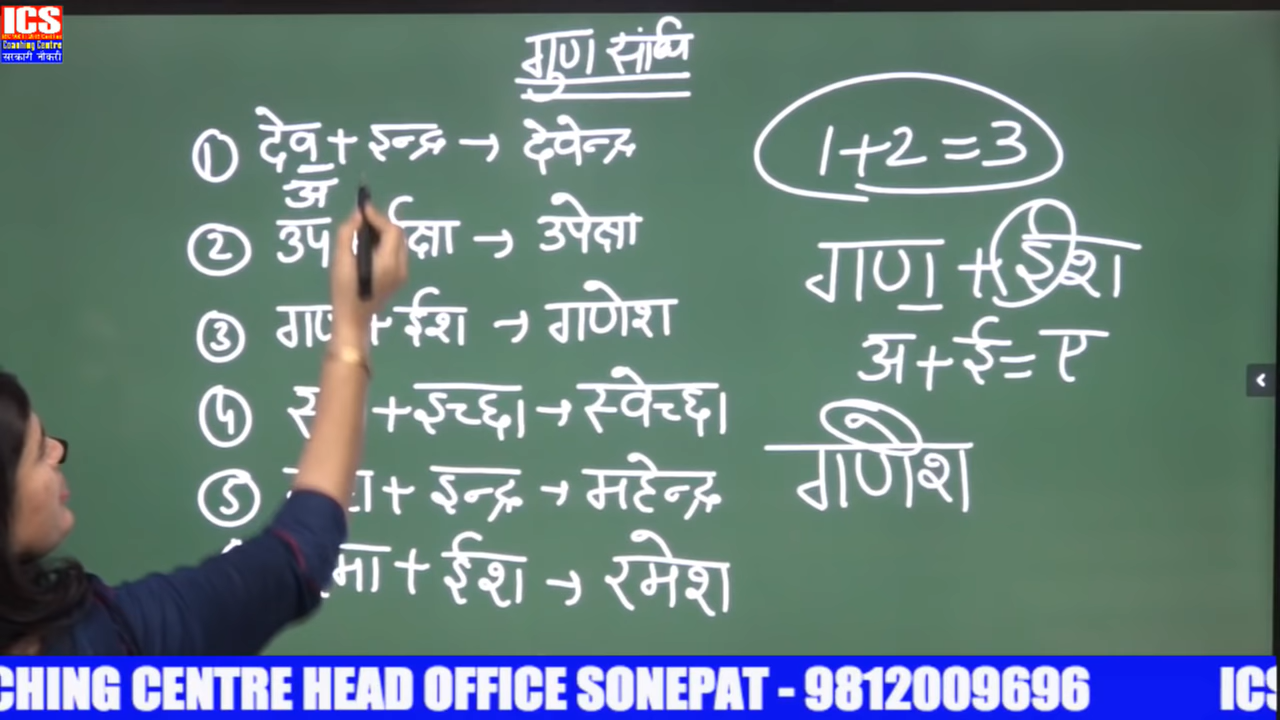 ICS
Coaching Centre
सरकारी नौकरी
गुण संधि
① देव + इन्द्र → देवेन्द्र
अ
② उप + ईक्षा → उपेक्षा
③ गण + ईश → गणेश
④ + इच्छा → स्वेच्छा
⑤ + इन्द्र → महेन्द्र
मा + ईश → रमेश
1+2=3
गण + ईश
अ + ई = ए
गणेश
CHING CENTRE HEAD OFFICE SONEPAT - 9812009696 ICS